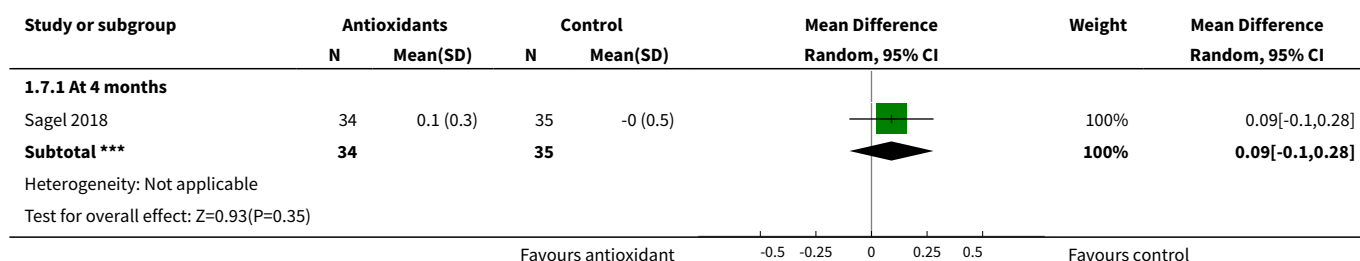 Study or subgroup Antioxidants Control Mean Difference Weight Mean Difference
N Mean(SD) N Mean(SD) Random, 95% CI Random, 95% CI
1.7.1 At 4 months
Sagel 2018 34 0.1 (0.3) 35 -0 (0.5) 100% 0.09[-0.1,0.28]
Subtotal *** 34 35 100% 0.09[-0.1,0.28]
Heterogeneity: Not applicable
Test for overall effect: Z=0.93(P=0.35)
Favours antioxidant -0.5 -0.25 0 0.25 0.5 Favours control